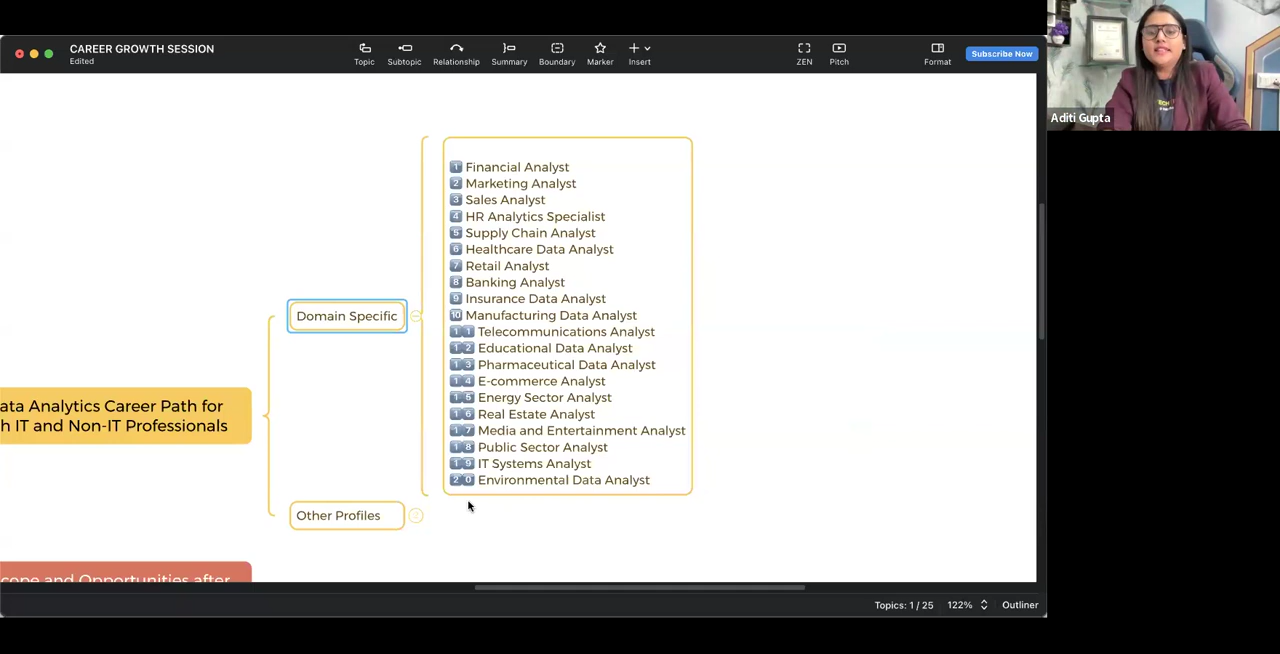 CAREER GROWTH SESSION
Edited
Topic
Subtopic
Relationship
Summary
Boundary
Marker
Insert
ZEN
Pitch
Format
Subscribe Now
Aditi Gupta
1 Financial Analyst
2 Marketing Analyst
3 Sales Analyst
4 HR Analytics Specialist
5 Supply Chain Analyst
6 Healthcare Data Analyst
7 Retail Analyst
8 Banking Analyst
9 Insurance Data Analyst
10 Manufacturing Data Analyst
11 Telecommunications Analyst
12 Educational Data Analyst
13 Pharmaceutical Data Analyst
14 E-commerce Analyst
15 Energy Sector Analyst
16 Real Estate Analyst
17 Media and Entertainment Analyst
18 Public Sector Analyst
19 IT Systems Analyst
20 Environmental Data Analyst
Domain Specific
ata Analytics Career Path for
h IT and Non-IT Professionals
Other Profiles
cope and Opportunities after
Topics: 1 / 25
122%
Outliner